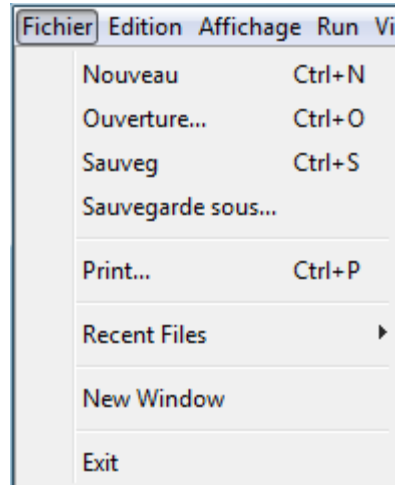 Fichier Edition Affichage Run Vi
Nouveau Ctrl+N
Ouverture... Ctrl+O
Sauveg Ctrl+S
Sauvegarde sous...
Print... Ctrl+P
Recent Files
New Window
Exit